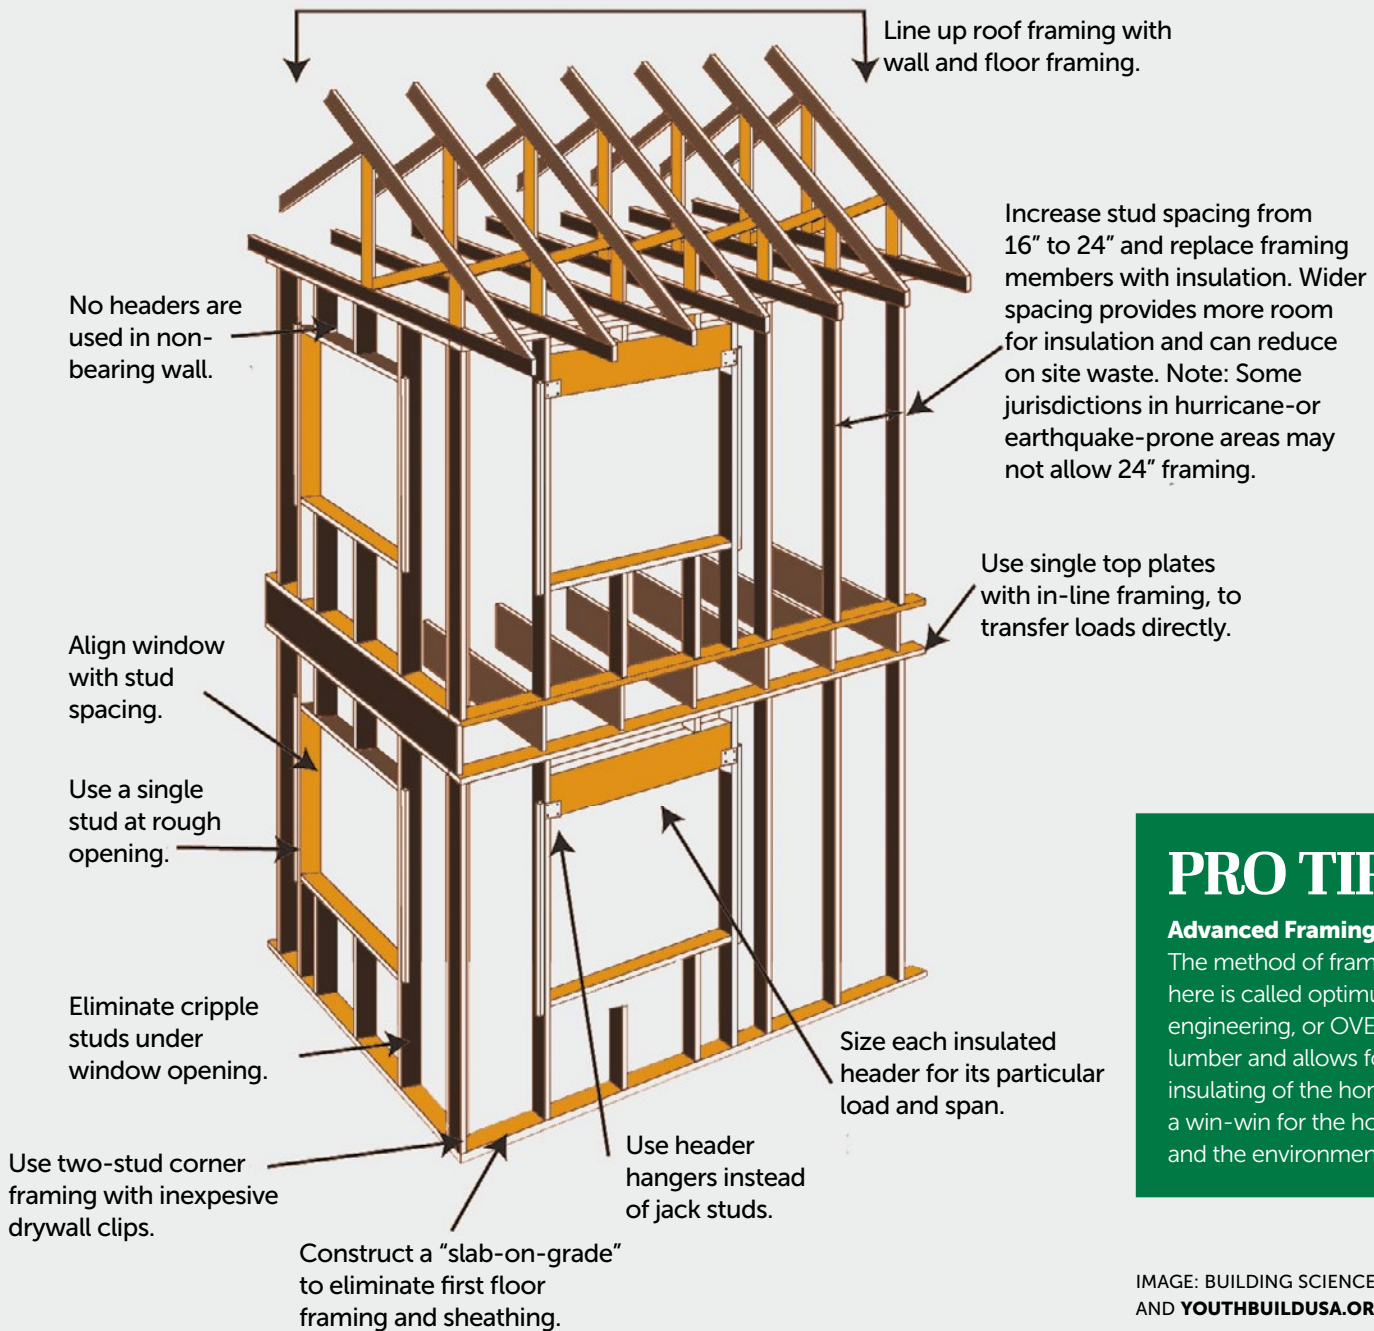 Line up roof framing with
wall and floor framing.
Increase stud spacing from
16” to 24” and replace framing
members with insulation. Wider
spacing provides more room
for insulation and can reduce
on site waste. Note: Some
jurisdictions in hurricane-or
earthquake-prone areas may
not allow 24” framing.
No headers are
used in non-
bearing wall.
Use single top plates
with in-line framing, to
transfer loads directly.
Align window
with stud
spacing.
Use a single
stud at rough
opening.
Eliminate cripple
studs under
window opening.
Size each insulated
header for its particular
load and span.
Use header
hangers instead
of jack studs.
Use two-stud corner
framing with inexpesive
drywall clips.
Construct a “slab-on-grade”
to eliminate first floor
framing and sheathing.
PRO TIP
Advanced Framing
The method of fram
here is called optimu
engineering, or OVE
lumber and allows fo
insulating of the hor
a win-win for the ho
and the environmen
IMAGE: BUILDING SCIENCE
AND YOUTHBUILDUSA.OR